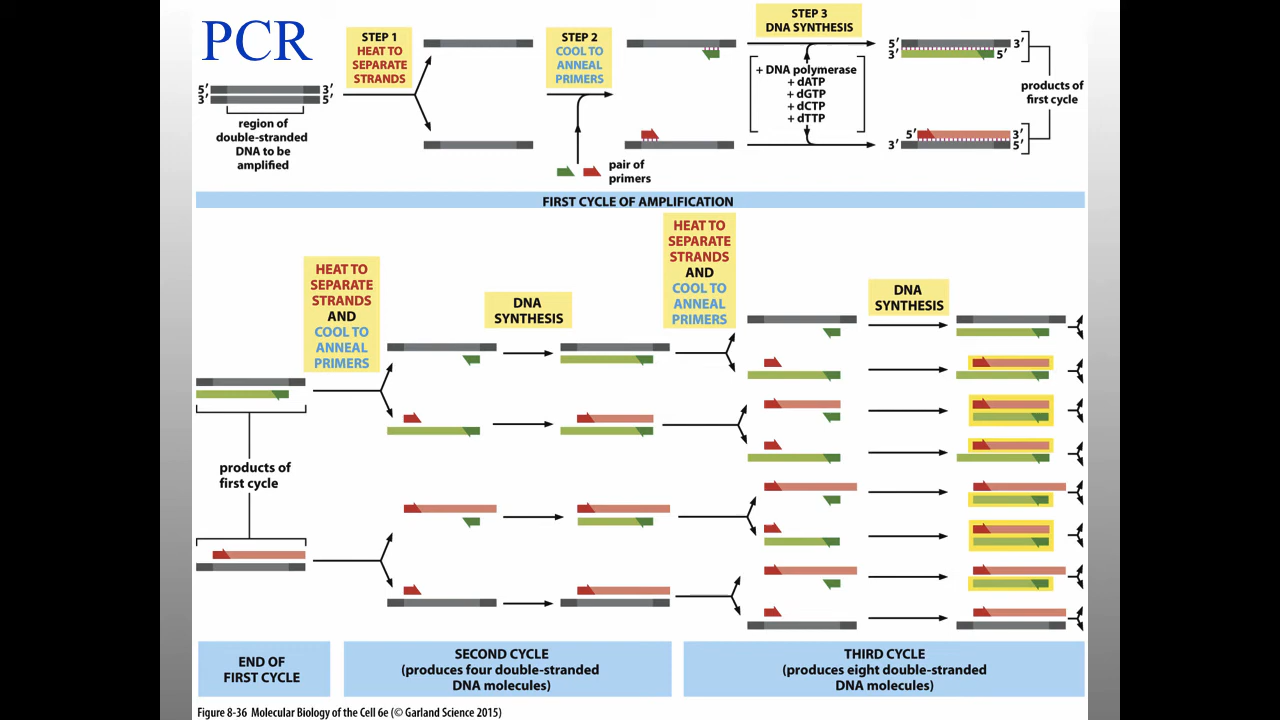 PCR
STEP 1
HEAT TO
SEPARATE
STRANDS
STEP 2
COOL TO
ANNEAL
PRIMERS
STEP 3
DNA SYNTHESIS
5′ 3′
3′ 5′
region of
double-stranded
DNA to be
amplified
pair of
primers
+ DNA polymerase
+ dATP
+ dGTP
+ dCTP
+ dTTP
5′ 3′
3′ 5′
5′ 3′
3′ 5′
products of
first cycle
FIRST CYCLE OF AMPLIFICATION
HEAT TO
SEPARATE
STRANDS
AND
COOL TO
ANNEAL
PRIMERS
DNA
SYNTHESIS
HEAT TO
SEPARATE
STRANDS
AND
COOL TO
ANNEAL
PRIMERS
DNA
SYNTHESIS
products of
first cycle
END OF
FIRST CYCLE
SECOND CYCLE
(produces four double-stranded
DNA molecules)
THIRD CYCLE
(produces eight double-stranded
DNA molecules)
Figure 8-36 Molecular Biology of the Cell 6e (© Garland Science 2015)